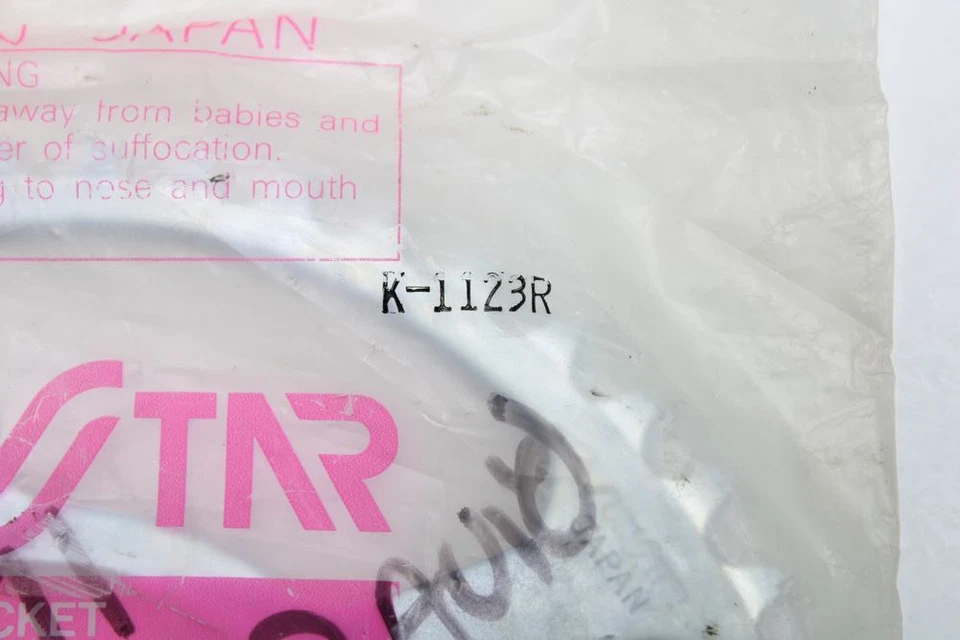 JAPAN
NG
away from babies and
er of suffocation.
g to nose and mouth
K-1123R
STAR
JAPAN
CKET